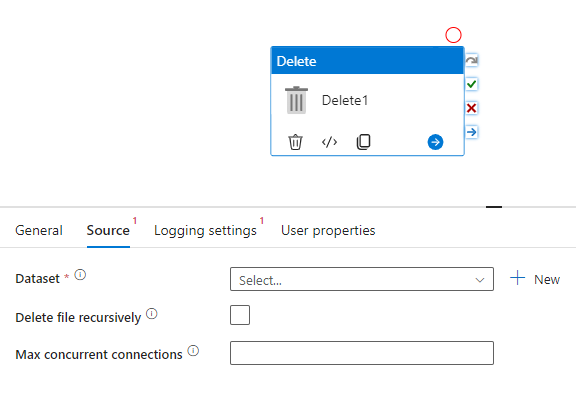 Delete
Delete1
General
Source 1
Logging settings 1
User properties
Dataset * Select... New
Delete file recursively
Max concurrent connections